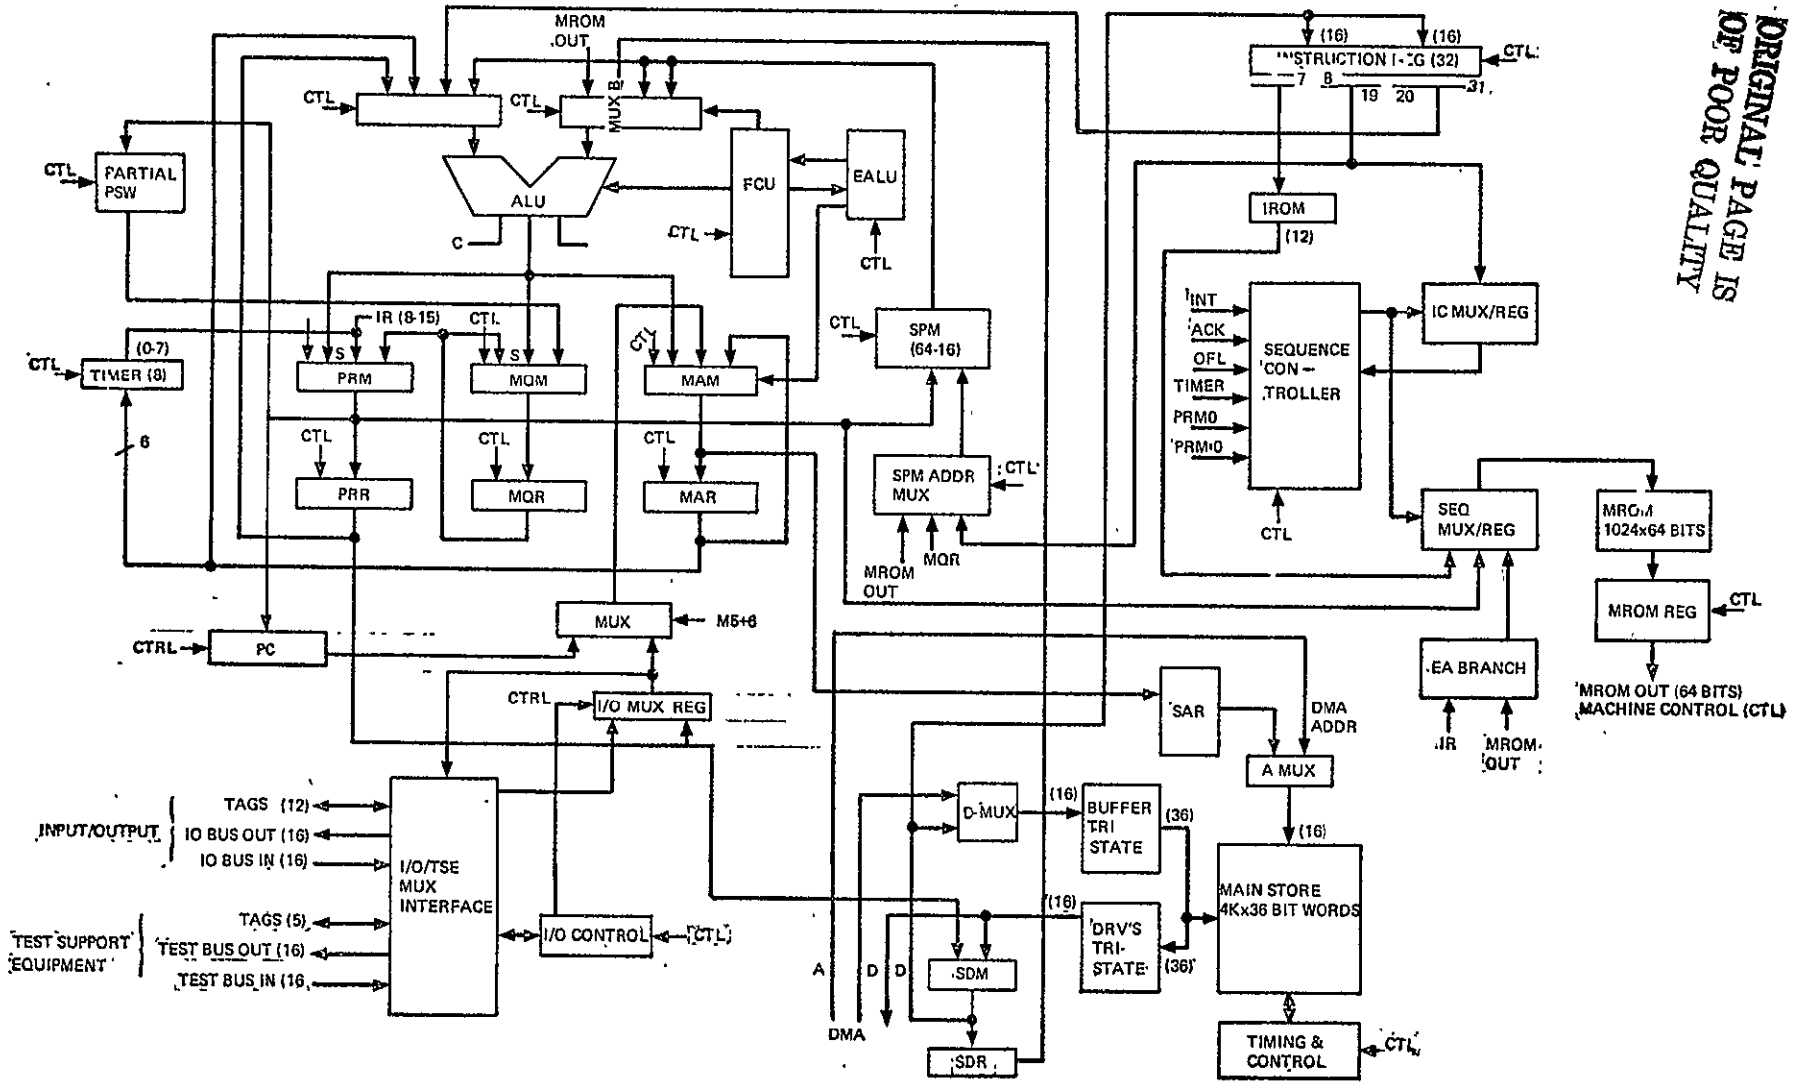 ORIGINAL PAGE IS
OF POOR QUALITY
MROM
OUT
(16)
(16)
CTL
INSTRUCTION REG (32)
7
8
19
20
31
CTL
CTL
MUX B
CTL
PARTIAL
PSW
ALU
C
FCU
EALU
CTL
CTL
IROM
(12)
IR (8-15)
CTL
CTL
S
S
(0-7)
CTL
TIMER (8)
PRM
MQM
MAM
CTL
SPM
(64-16)
INT
ACK
OFL
TIMER
PRM0
PRM0
SEQUENCE
CON-
TROLLER
CTL
IC MUX/REG
6
CTL
CTL
CTL
PRR
MQR
MAR
SPM ADDR
MUX
CTL
MROM
OUT
MQR
SEQ
MUX/REG
MROM
1024x64 BITS
MROM REG
CTL
MROM OUT (64 BITS)
MACHINE CONTROL (CTL)
EA BRANCH
IR
MROM
OUT
CTRL
PC
MUX
M5+6
CTRL
I/O MUX REG
SAR
DMA
ADDR
A MUX
(16)
INPUT/OUTPUT
TAGS (12)
IO BUS OUT (16)
IO BUS IN (16)
TEST SUPPORT
EQUIPMENT
TAGS (5)
TEST BUS OUT (16)
TEST BUS IN (16
I/O/TSE
MUX
INTERFACE
I/O CONTROL
CTL
D-MUX
(16)
BUFFER
TRI
STATE
(36)
MAIN STORE
4Kx36 BIT WORDS
(16)
DRV'S
TRI-
STATE
(36)
A
D
D
DMA
SDM
SDR
TIMING &
CONTROL
CTL